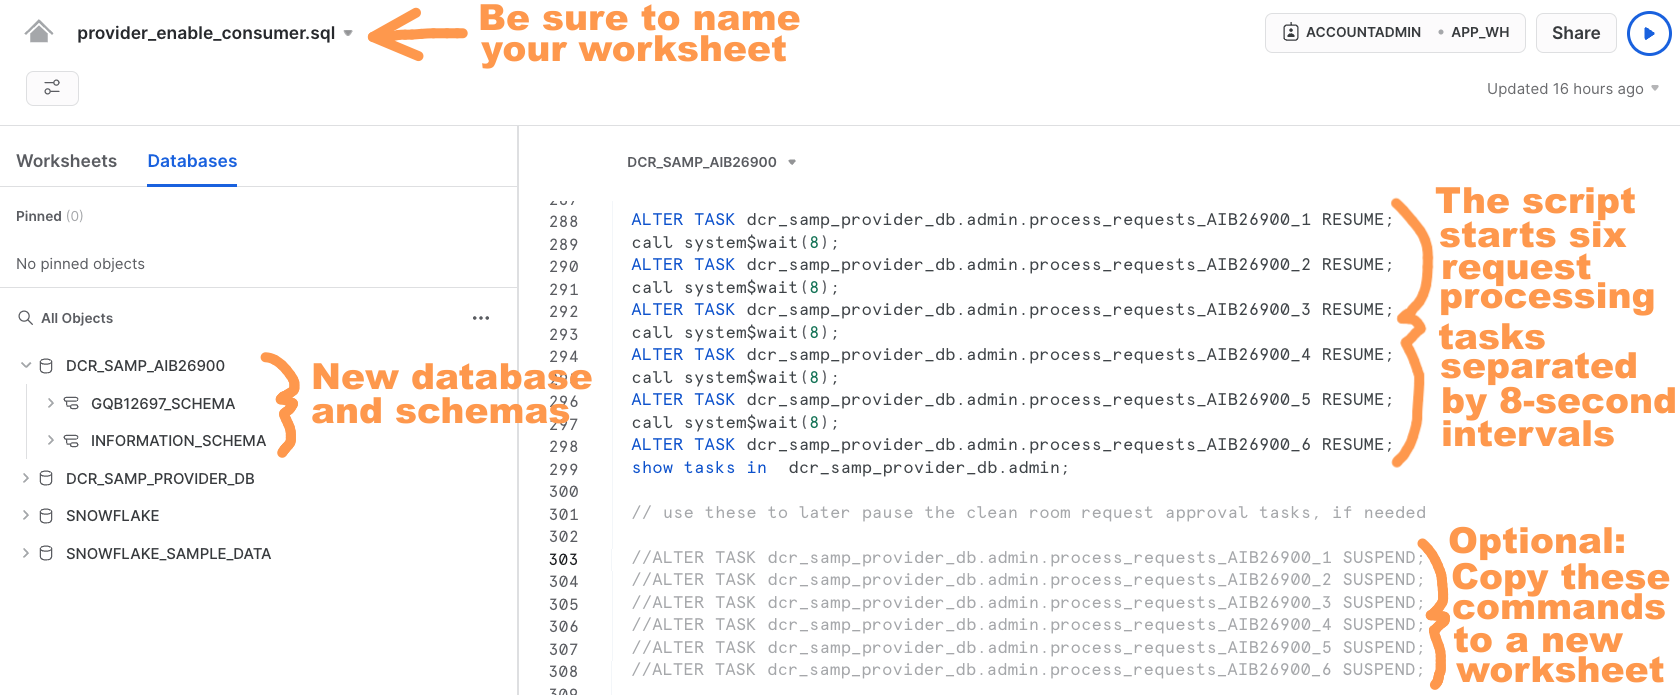 provider_enable_consumer.sql
Be sure to name
your worksheet
ACCOUNTADMIN • APP_WH
Share
Updated 16 hours ago
Worksheets Databases
Pinned (0)
No pinned objects
All Objects
DCR_SAMP_AIB26900
GQB12697_SCHEMA
INFORMATION_SCHEMA
DCR_SAMP_PROVIDER_DB
SNOWFLAKE
SNOWFLAKE_SAMPLE_DATA
New database
and schemas
DCR_SAMP_AIB26900
287
288 ALTER TASK dcr_samp_provider_db.admin.process_requests_AIB26900_1 RESUME;
289 call system$wait(8);
290 ALTER TASK dcr_samp_provider_db.admin.process_requests_AIB26900_2 RESUME;
291 call system$wait(8);
292 ALTER TASK dcr_samp_provider_db.admin.process_requests_AIB26900_3 RESUME;
293 call system$wait(8);
294 ALTER TASK dcr_samp_provider_db.admin.process_requests_AIB26900_4 RESUME;
295 call system$wait(8);
296 ALTER TASK dcr_samp_provider_db.admin.process_requests_AIB26900_5 RESUME;
297 call system$wait(8);
298 ALTER TASK dcr_samp_provider_db.admin.process_requests_AIB26900_6 RESUME;
299 show tasks in  dcr_samp_provider_db.admin;
300
301 // use these to later pause the clean room request approval tasks, if needed
302
303 //ALTER TASK dcr_samp_provider_db.admin.process_requests_AIB26900_1 SUSPEND;
304 //ALTER TASK dcr_samp_provider_db.admin.process_requests_AIB26900_2 SUSPEND;
305 //ALTER TASK dcr_samp_provider_db.admin.process_requests_AIB26900_3 SUSPEND;
306 //ALTER TASK dcr_samp_provider_db.admin.process_requests_AIB26900_4 SUSPEND;
307 //ALTER TASK dcr_samp_provider_db.admin.process_requests_AIB26900_5 SUSPEND;
308 //ALTER TASK dcr_samp_provider_db.admin.process_requests_AIB26900_6 SUSPEND;
309
The script
starts six
request
processing
tasks
separated
by 8-second
intervals
Optional:
Copy these
commands
to a new
worksheet